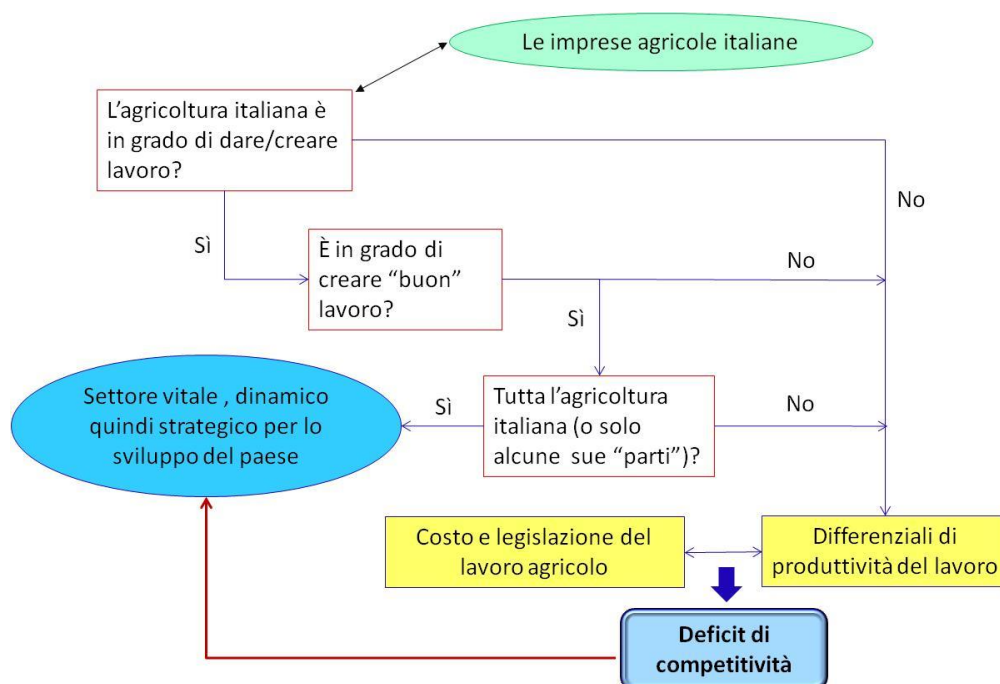 Le imprese agricole italiane
L’agricoltura italiana è
in grado di dare/creare
lavoro?
No
Sì
È in grado di
creare “buon”
lavoro?
No
Sì
Settore vitale , dinamico
quindi strategico per lo
sviluppo del paese
Sì
Tutta l’agricoltura
italiana (o solo
alcune sue “parti”)?
No
Costo e legislazione del
lavoro agricolo
Differenziali di
produttività del lavoro
Deficit di
competitività